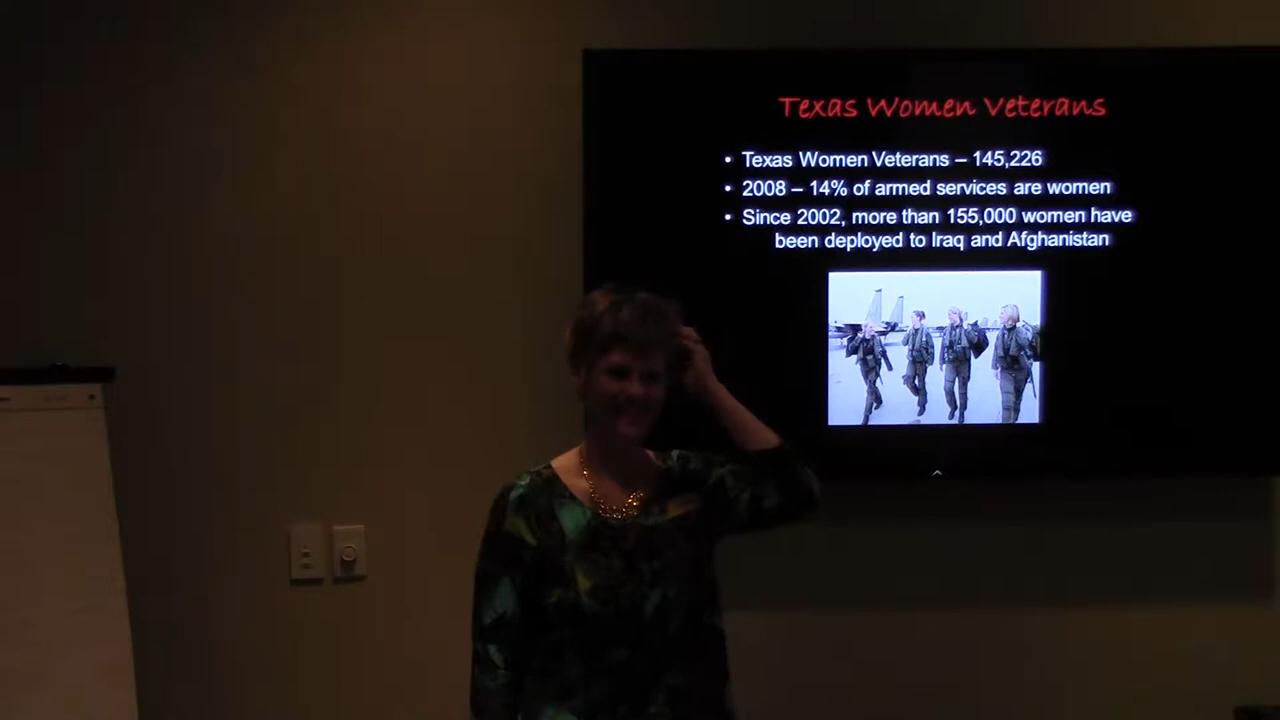 Texas Women Veterans
• Texas Women Veterans – 145,226
• 2008 – 14% of armed services are women
• Since 2002, more than 155,000 women have
been deployed to Iraq and Afghanistan